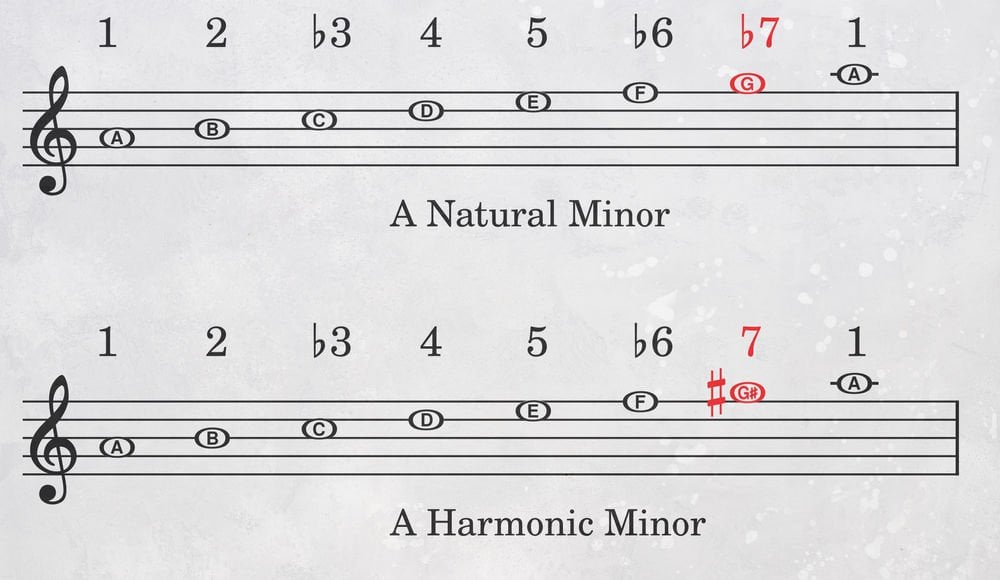 1 2 ♭3 4 5 ♭6 ♭7 1
A B C D E F G A
A Natural Minor
1 2 ♭3 4 5 ♭6 7 1
A B C D E F ♯ G# A
A Harmonic Minor